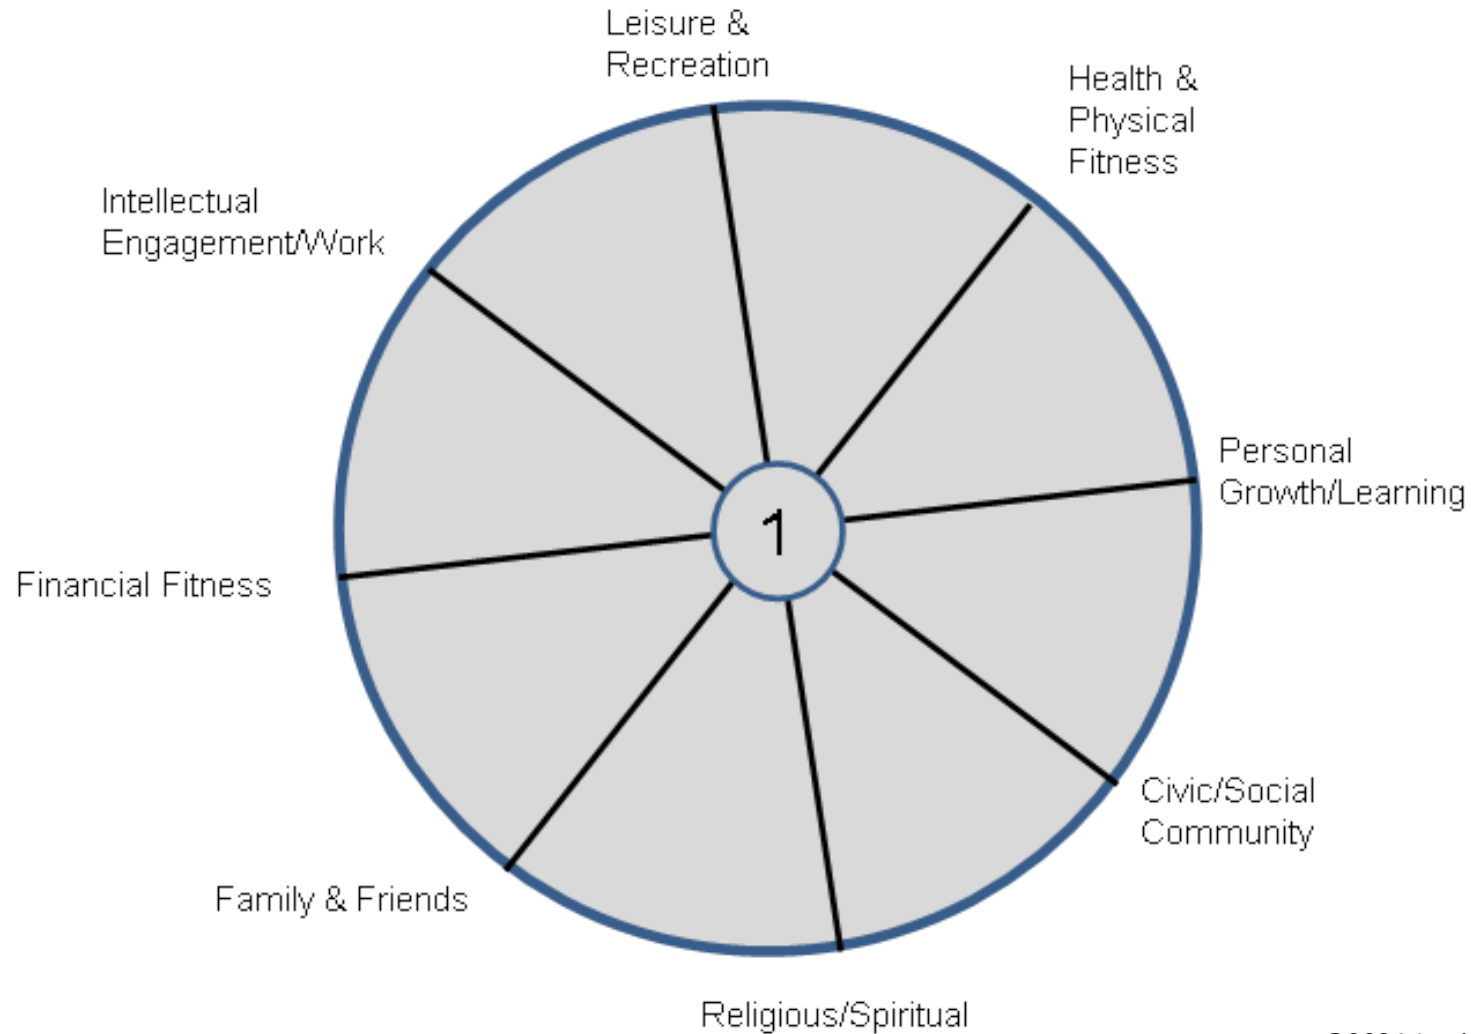 Leisure &
Recreation
Health &
Physical
Fitness
Intellectual
Engagement/Work
Personal
Growth/Learning
1
Financial Fitness
Civic/Social
Community
Family & Friends
Religious/Spiritual